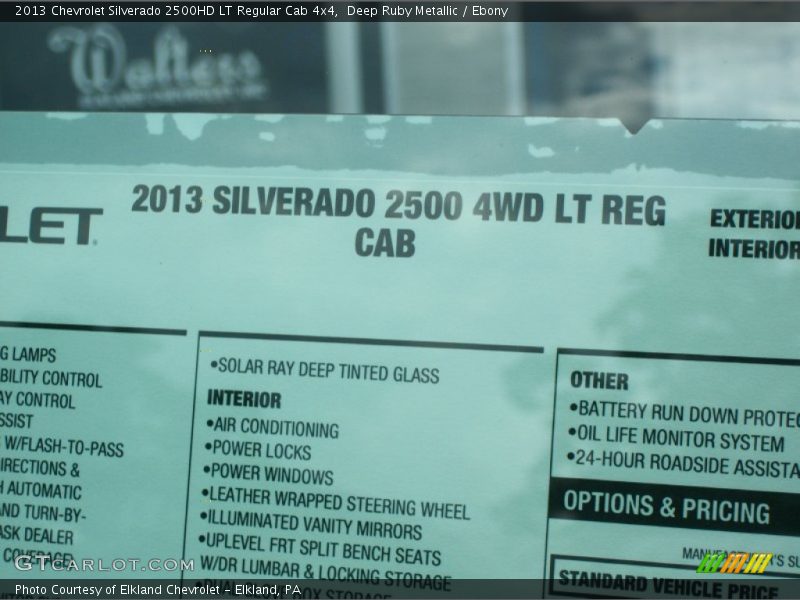 2013 Chevrolet Silverado 2500HD LT Regular Cab 4x4,  Deep Ruby Metallic / Ebony
Wolters
LET
2013 SILVERADO 2500 4WD LT REG
CAB
EXTERIOR
INTERIOR
G LAMPS
BILITY CONTROL
AY CONTROL
SSIST
W/FLASH-TO-PASS
IRECTIONS &
H AUTOMATIC
AND TURN-BY-
ASK DEALER
COVERAGE
•SOLAR RAY DEEP TINTED GLASS
INTERIOR
•AIR CONDITIONING
•POWER LOCKS
•POWER WINDOWS
•LEATHER WRAPPED STEERING WHEEL
•ILLUMINATED VANITY MIRRORS
•UPLEVEL FRT SPLIT BENCH SEATS
W/DR LUMBAR & LOCKING STORAGE
OTHER
•BATTERY RUN DOWN PROTEC
•OIL LIFE MONITOR SYSTEM
•24-HOUR ROADSIDE ASSISTA
OPTIONS & PRICING
STANDARD VEHICLE PRICE
GTCARLOT.COM
Photo Courtesy of Elkland Chevrolet - Elkland, PA